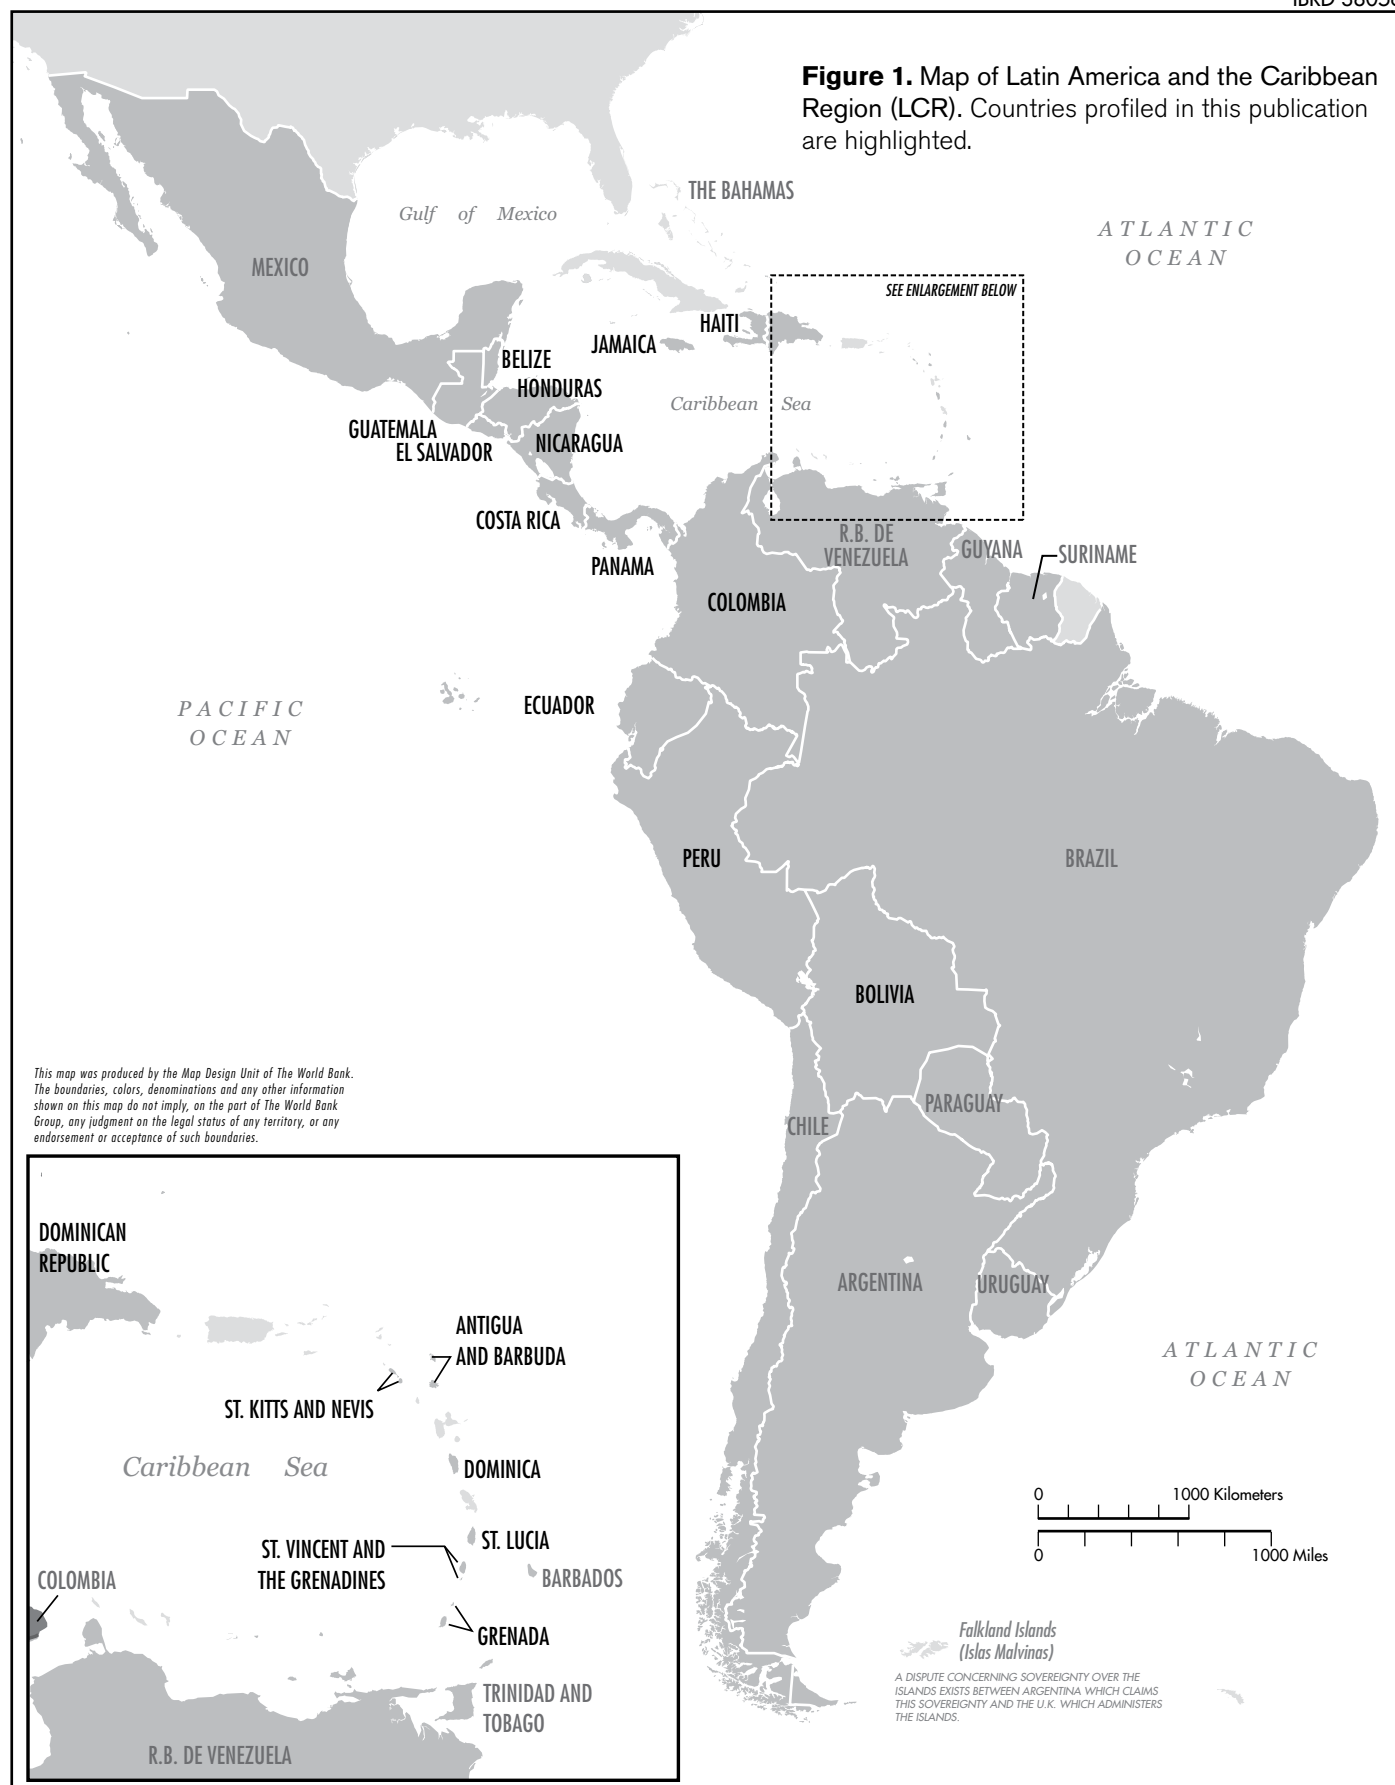 Figure 1. Map of Latin America and the Caribbean
Region (LCR). Countries profiled in this publication
are highlighted.
THE BAHAMAS
Gulf of Mexico
ATLANTIC
OCEAN
MEXICO
SEE ENLARGEMENT BELOW
HAITI
JAMAICA
BELIZE
HONDURAS
Caribbean Sea
GUATEMALA
EL SALVADOR
NICARAGUA
COSTA RICA
PANAMA
R.B. DE
VENEZUELA
GUYANA
SURINAME
COLOMBIA
PACIFIC
OCEAN
ECUADOR
PERU
BRAZIL
BOLIVIA
PARAGUAY
CHILE
ARGENTINA
URUGUAY
ATLANTIC
OCEAN
This map was produced by the Map Design Unit of The World Bank.
The boundaries, colors, denominations and any other information
shown on this map do not imply, on the part of The World Bank
Group, any judgment on the legal status of any territory, or any
endorsement or acceptance of such boundaries.
DOMINICAN
REPUBLIC
ANTIGUA
AND BARBUDA
ST. KITTS AND NEVIS
Caribbean Sea
DOMINICA
ST. LUCIA
ST. VINCENT AND
THE GRENADINES
BARBADOS
COLOMBIA
GRENADA
TRINIDAD AND
TOBAGO
R.B. DE VENEZUELA
0 1000 Kilometers
0 1000 Miles
Falkland Islands
(Islas Malvinas)
A DISPUTE CONCERNING SOVEREIGNTY OVER THE
ISLANDS EXISTS BETWEEN ARGENTINA WHICH CLAIMS
THIS SOVEREIGNTY AND THE U.K. WHICH ADMINISTERS
THE ISLANDS.